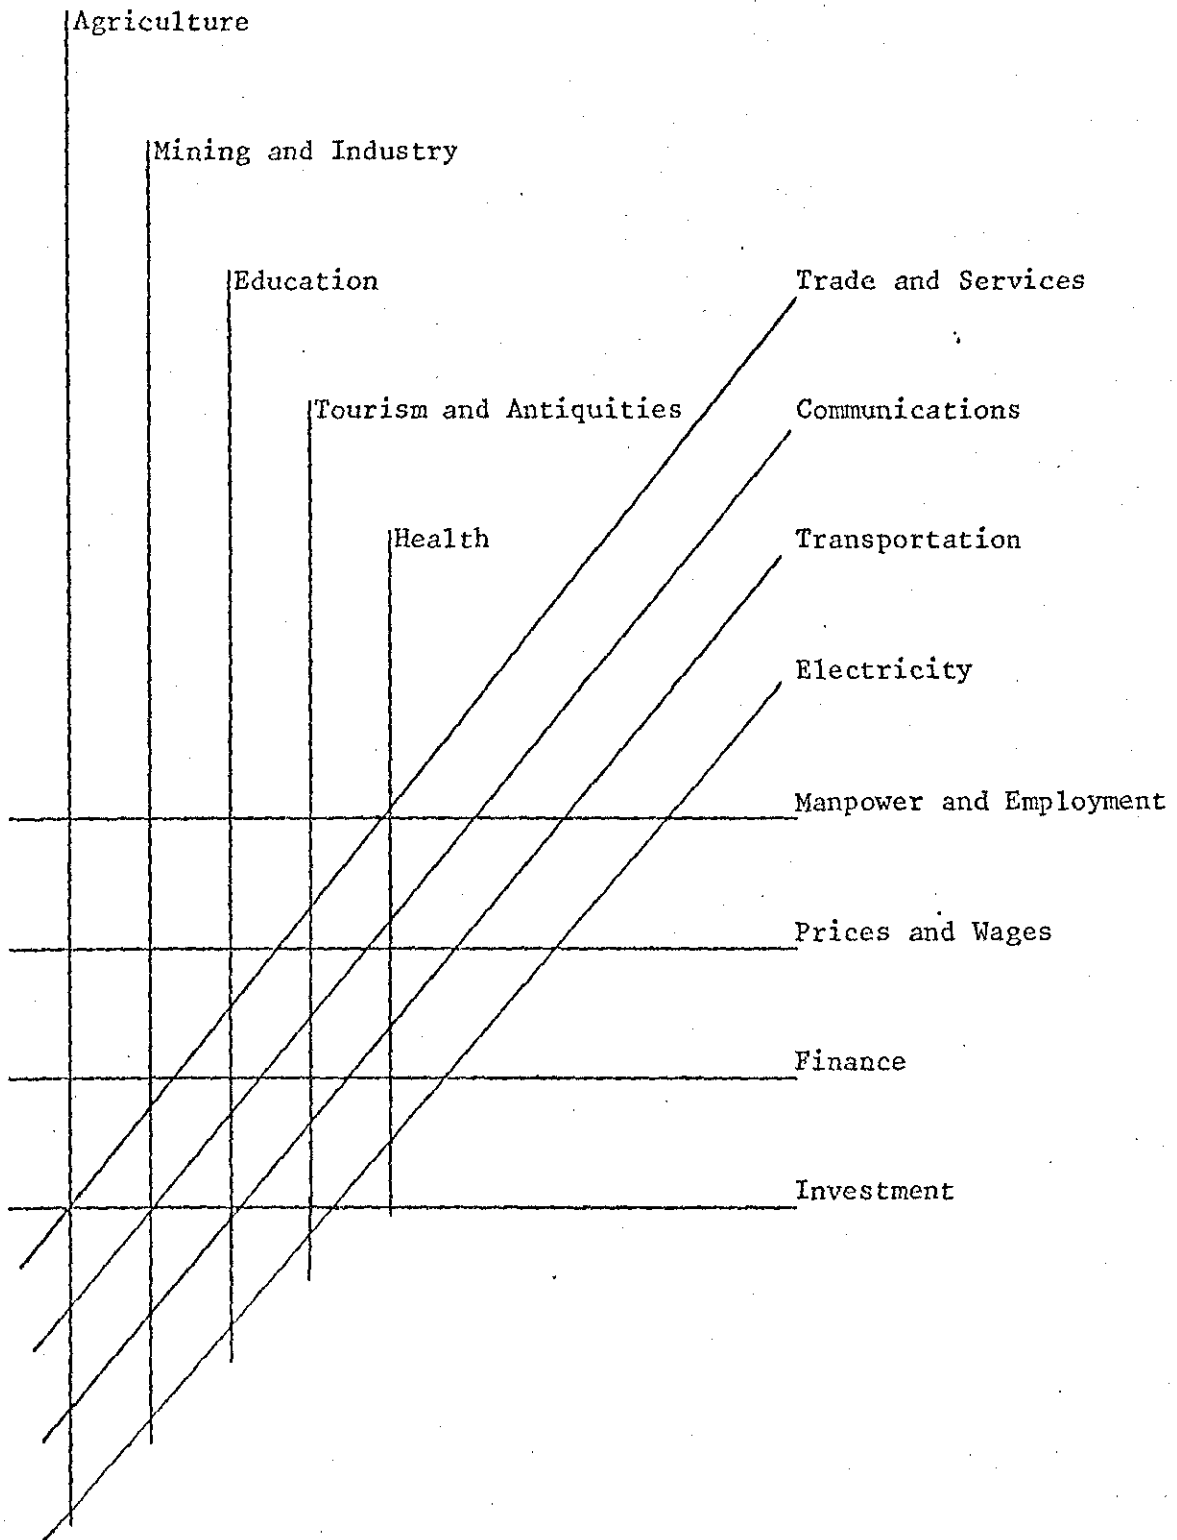 Agriculture
Mining and Industry
Education
Trade and Services
Tourism and Antiquities
Communications
Health
Transportation
Electricity
Manpower and Employment
Prices and Wages
Finance
Investment